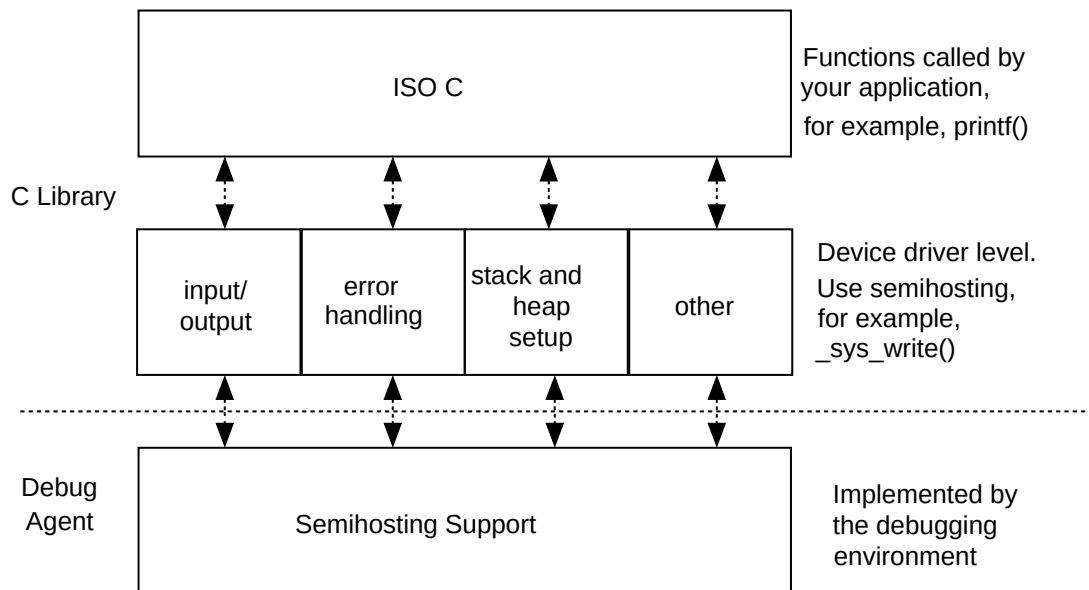 ISO C
Functions called by
your application,
for example, printf()
C Library
input/
output
error
handling
stack and
heap
setup
other
Device driver level.
Use semihosting,
for example,
_sys_write()
Debug
Agent
Semihosting Support
Implemented by
the debugging
environment